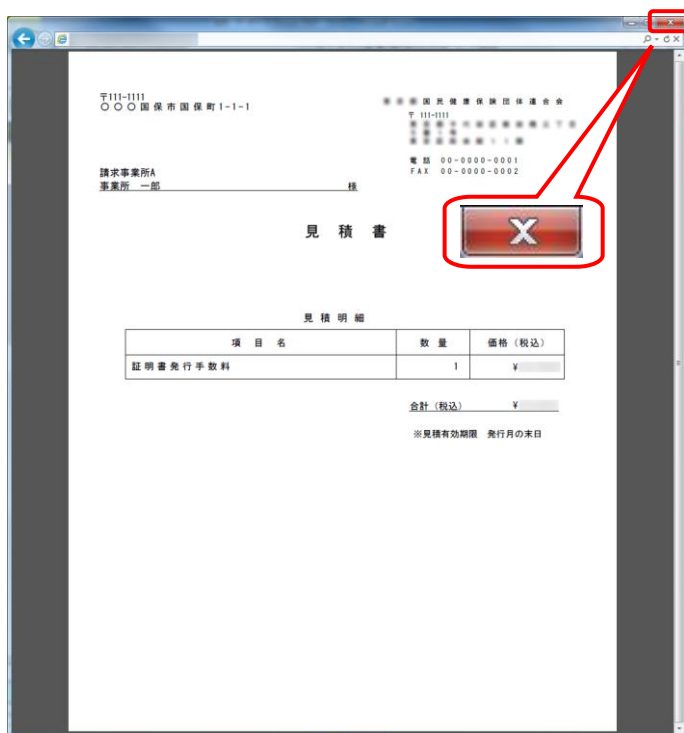 〒111-1111
〇〇〇国保市国保町1-1-1
国民健康保険団体連合会
〒 111-1111
電話 00-0000-0001
FAX 00-0000-0002
請求事業所A
事業所 一郎 様
見 積 書
見 積 明 細
項 目 名 数 量 価格（税込）
証明書発行手数料 1 ¥
合計（税込） ¥
※見積有効期限 発行月の末日